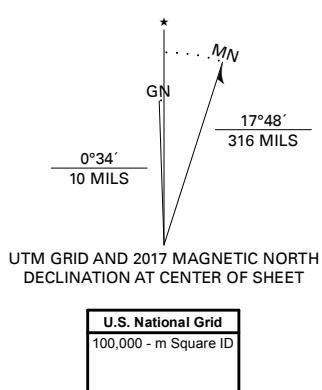 ★
MN
GN
17°48´
316 MILS
0°34´
10 MILS
UTM GRID AND 2017 MAGNETIC NORTH
DECLINATION AT CENTER OF SHEET
U.S. National Grid
100,000 - m Square ID